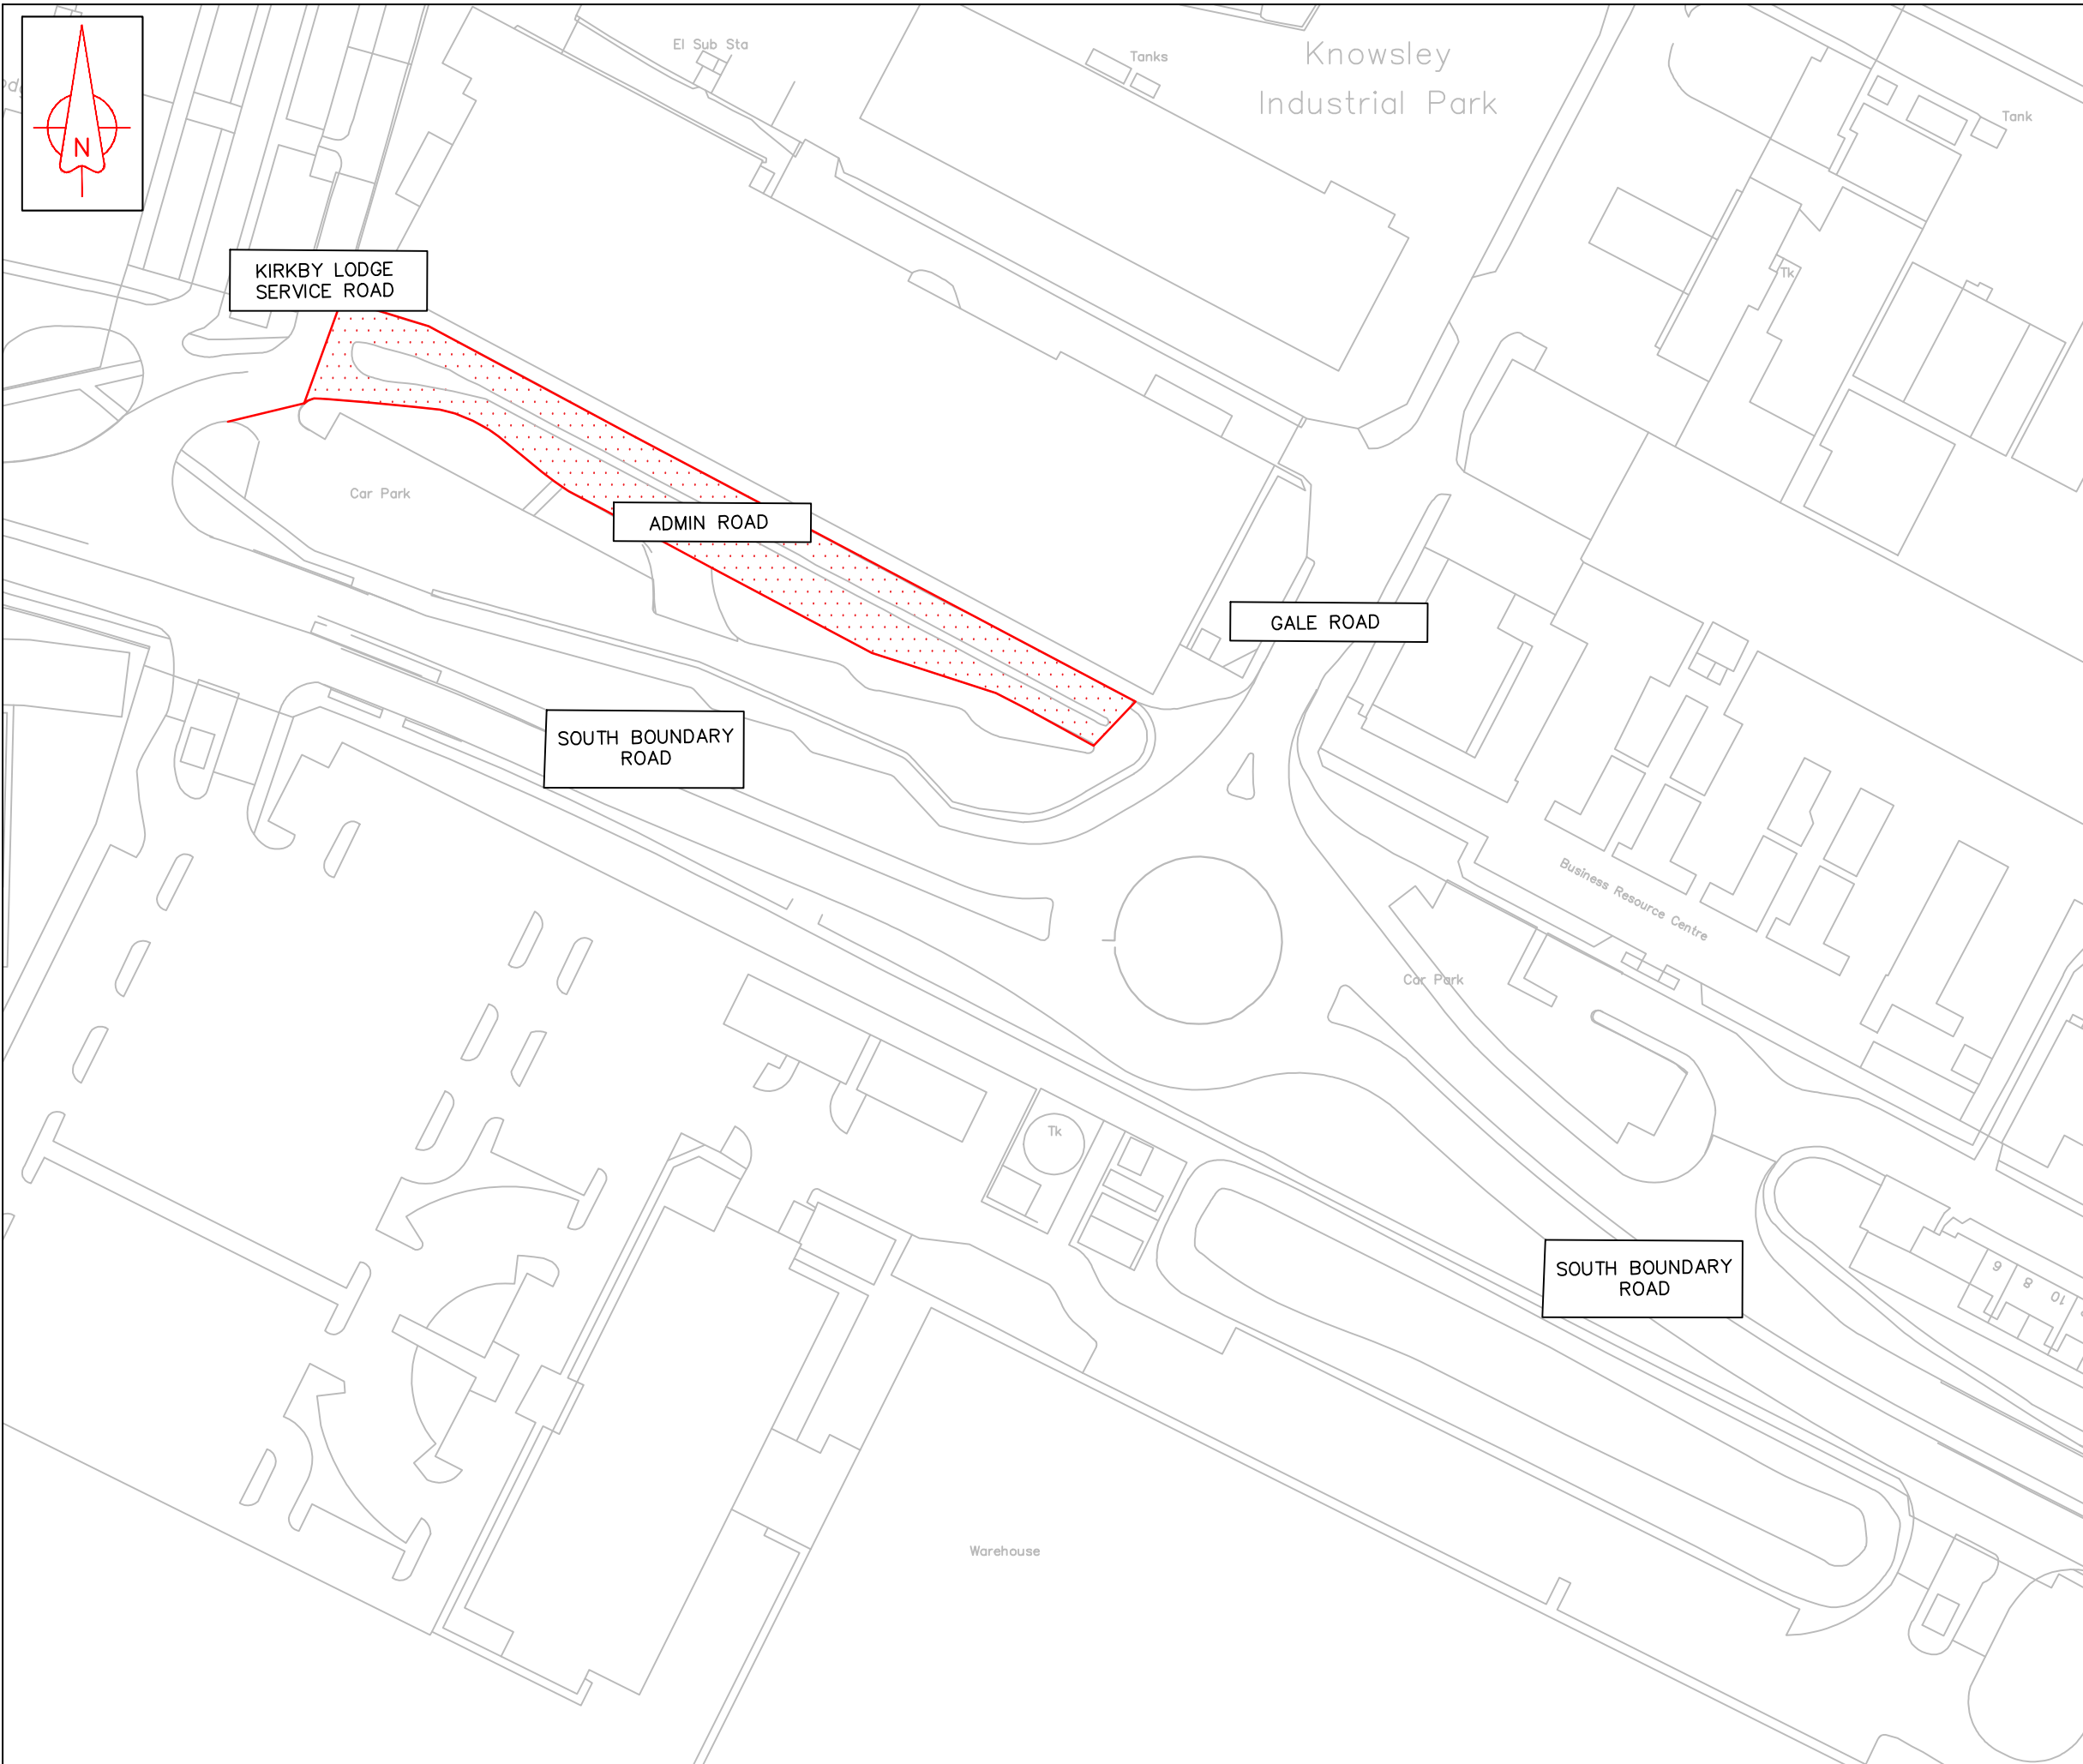 El Sub Sta
Tanks
Knowsley
Industrial Park
Tank
N
Tk
KIRKBY LODGE
SERVICE ROAD
Car Park
ADMIN ROAD
GALE ROAD
SOUTH BOUNDARY
ROAD
Business Resource Centre
Car Park
Tk
SOUTH BOUNDARY
ROAD
6
8
10
Warehouse